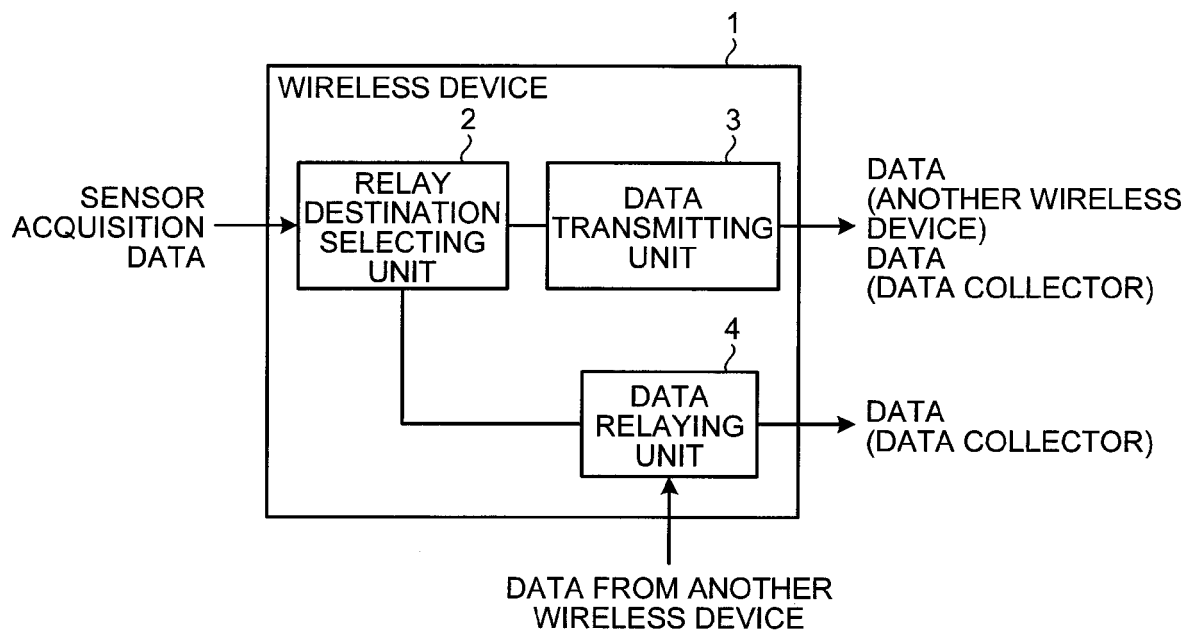 1
WIRELESS DEVICE
2
3
SENSOR
ACQUISITION
DATA
RELAY
DESTINATION
SELECTING
UNIT
DATA
TRANSMITTING
UNIT
DATA
(ANOTHER WIRELESS
DEVICE)
DATA
(DATA COLLECTOR)
4
DATA
RELAYING
UNIT
DATA
(DATA COLLECTOR)
DATA FROM ANOTHER
WIRELESS DEVICE